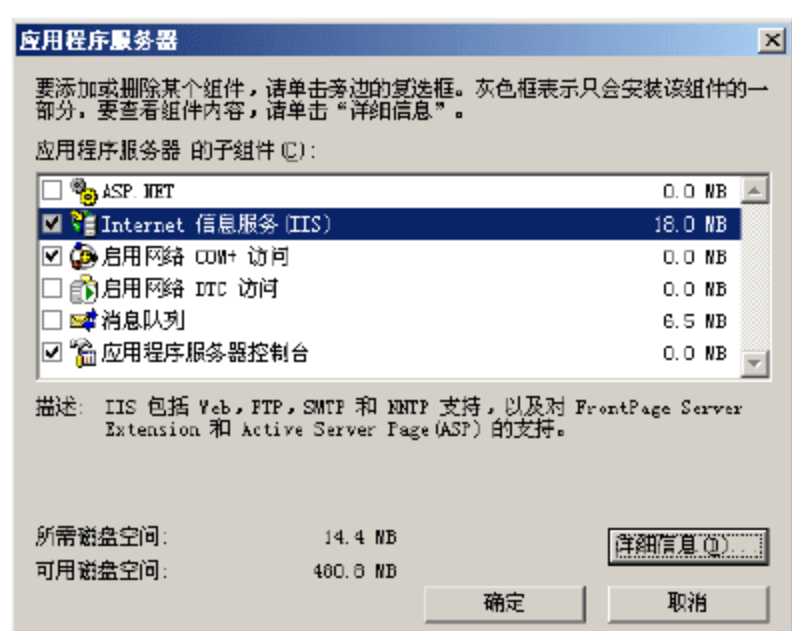 应用程序服务器
要添加或删除某个组件，请单击旁边的复选框。灰色框表示只会安装该组件的一
部分。要查看组件内容，请单击“详细信息”。
应用程序服务器 的子组件(C):
ASP.NET 0.0 MB
Internet 信息服务(IIS) 18.0 MB
启用网络 COM+ 访问 0.0 MB
启用网络 DTC 访问 0.0 MB
消息队列 6.5 MB
应用程序服务器控制台 0.0 MB
描述: IIS 包括 Web，FTP，SMTP 和 NNTP 支持，以及对 FrontPage Server
Extension 和 Active Server Page(ASP) 的支持。
所需磁盘空间: 14.4 MB
详细信息(D)...
可用磁盘空间: 480.8 MB
确定 取消